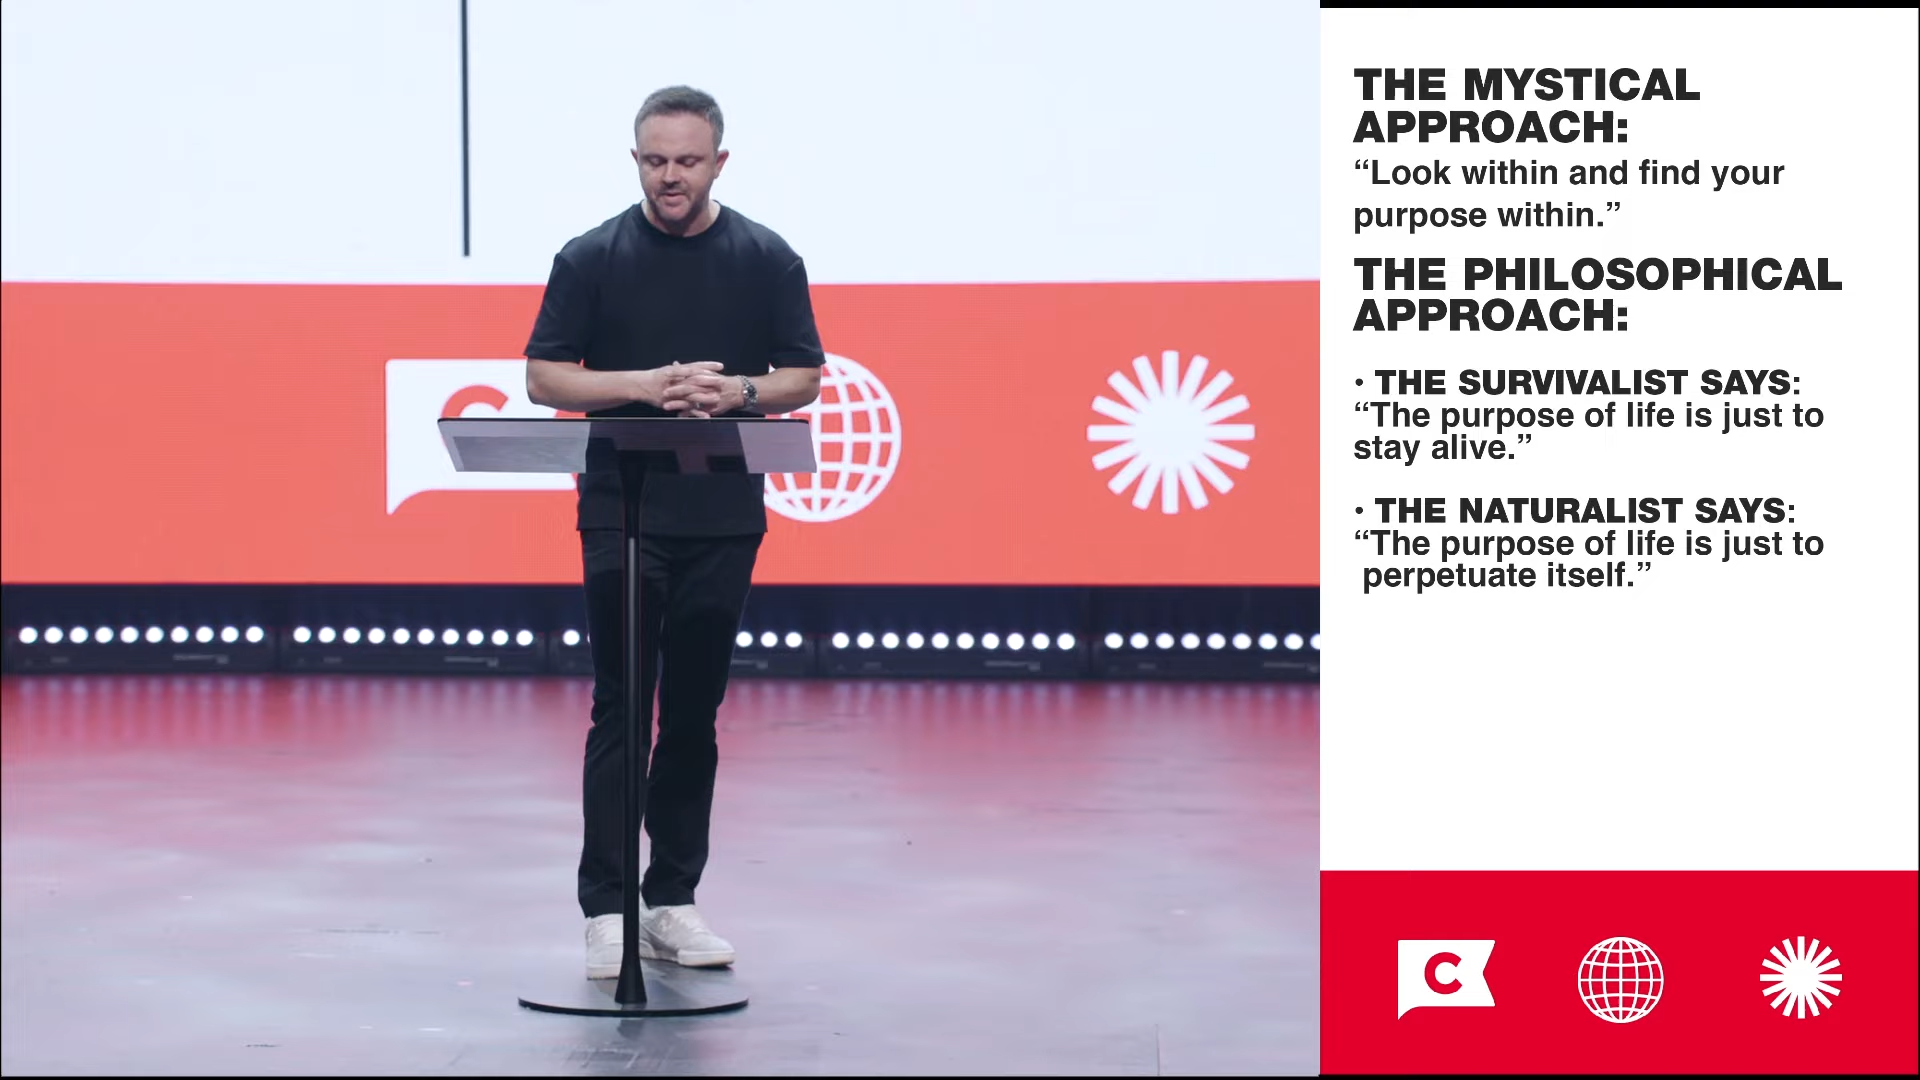 THE MYSTICAL
APPROACH:
“Look within and find your
purpose within.”
THE PHILOSOPHICAL
APPROACH:
• THE SURVIVALIST SAYS:
“The purpose of life is just to
stay alive.”
• THE NATURALIST SAYS:
“The purpose of life is just to
perpetuate itself.”
C
C